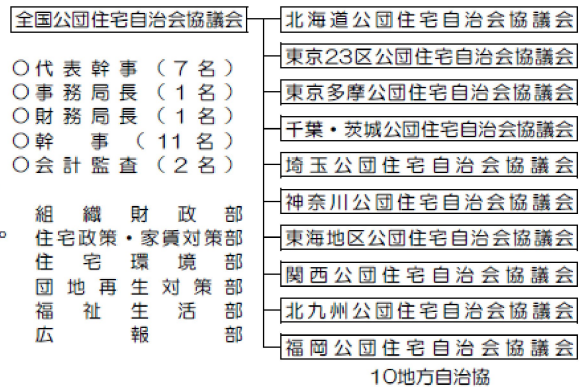 全国公団住宅自治会協議会
○代表幹事（7名）
○事務局長（1名）
○財務局長（1名）
○幹事（11名）
○会計監査（2名）
組織財政部
住宅政策・家賃対策部
住宅環境部
団地再生対策部
福祉生活部
広報部
北海道公団住宅自治会協議会
東京23区公団住宅自治会協議会
東京多摩公団住宅自治会協議会
千葉・茨城公団住宅自治会協議会
埼玉公団住宅自治会協議会
神奈川公団住宅自治会協議会
東海地区公団住宅自治会協議会
関西公団住宅自治会協議会
北九州公団住宅自治会協議会
福岡公団住宅自治会協議会
10地方自治協